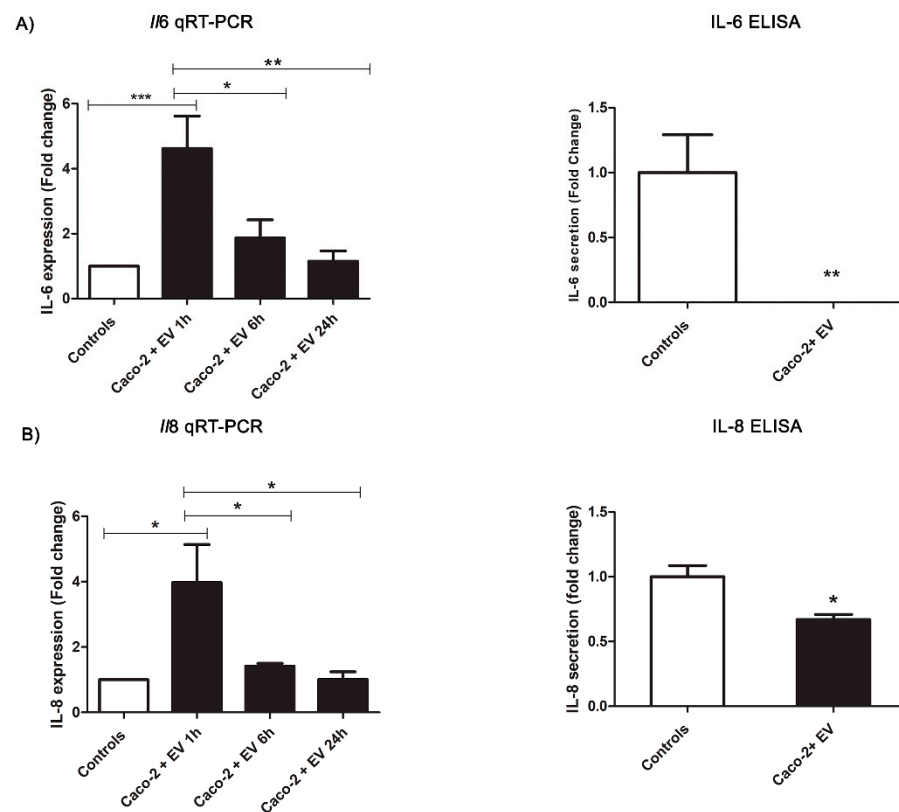 A)
Il6 qRT-PCR
IL-6 expression (Fold change)
6
4
2
0
***
*
**
Controls
Caco-2 + EV 1h
Caco-2 + EV 6h
Caco-2 + EV 24h
IL-6 ELISA
IL-6 secretion (Fold Change)
1.5
1.0
0.5
0.0
**
Controls
Caco-2+ EV
B)
Il8 qRT-PCR
IL-8 expression (Fold change)
6
4
2
0
*
*
*
Controls
Caco-2 + EV 1h
Caco-2 + EV 6h
Caco-2 + EV 24h
IL-8 ELISA
IL-8 secretion (fold change)
1.5
1.0
0.5
0.0
*
Controls
Caco-2+ EV